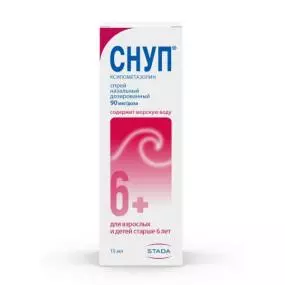 СНУП®
КСИЛОМЕТАЗОЛИН
спрей
назальный
дозированный
90 мкг/доза
содержит морскую воду
6+
для взрослых
и детей старше 6 лет
15 мл
STADA